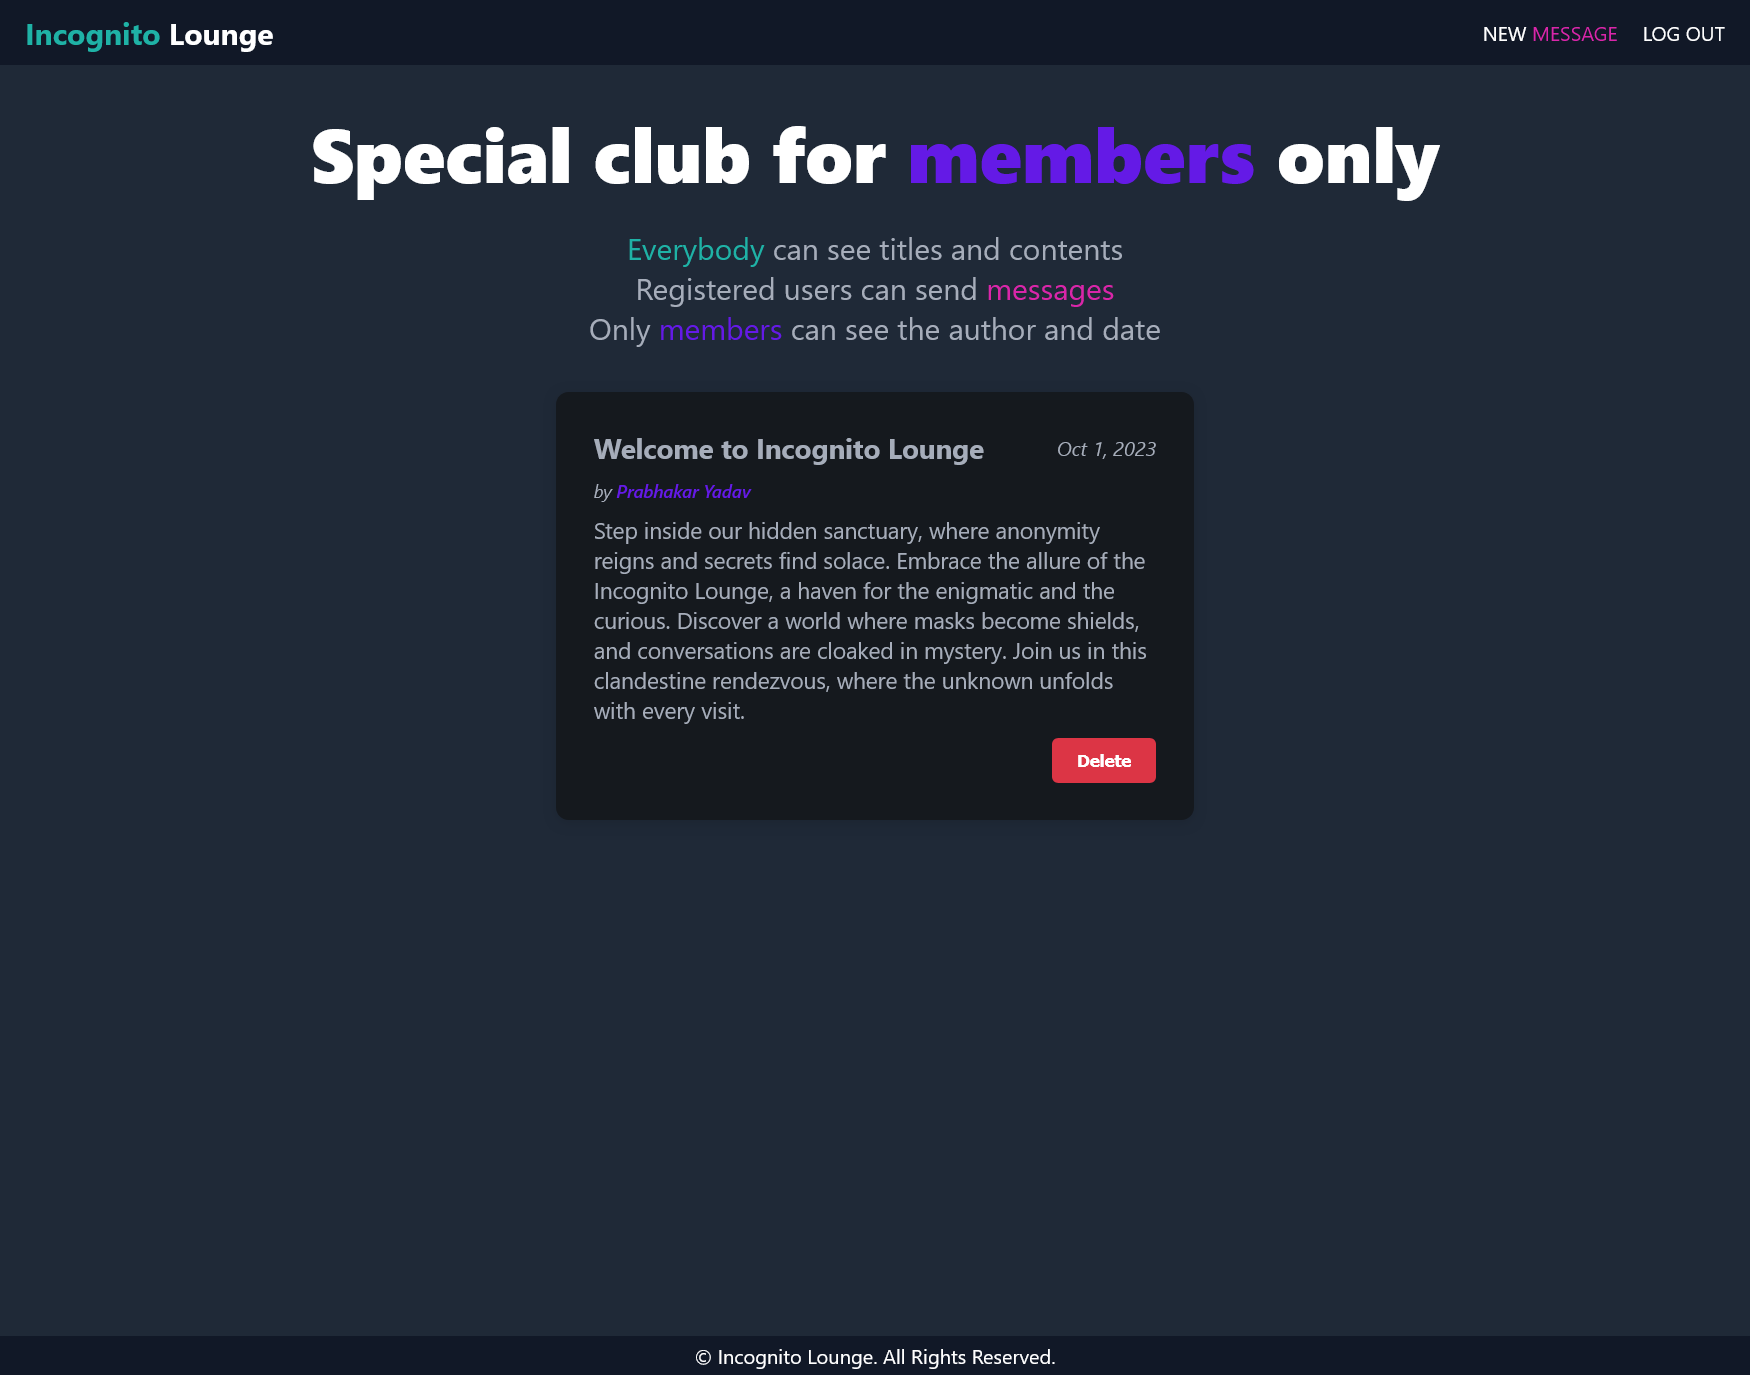 Incognito Lounge
NEW MESSAGE
LOG OUT
Special club for members only
Everybody can see titles and contents
Registered users can send messages
Only members can see the author and date
Welcome to Incognito Lounge
Oct 1, 2023
by Prabhakar Yadav
Step inside our hidden sanctuary, where anonymity
reigns and secrets find solace. Embrace the allure of the
Incognito Lounge, a haven for the enigmatic and the
curious. Discover a world where masks become shields,
and conversations are cloaked in mystery. Join us in this
clandestine rendezvous, where the unknown unfolds
with every visit.
Delete
© Incognito Lounge. All Rights Reserved.